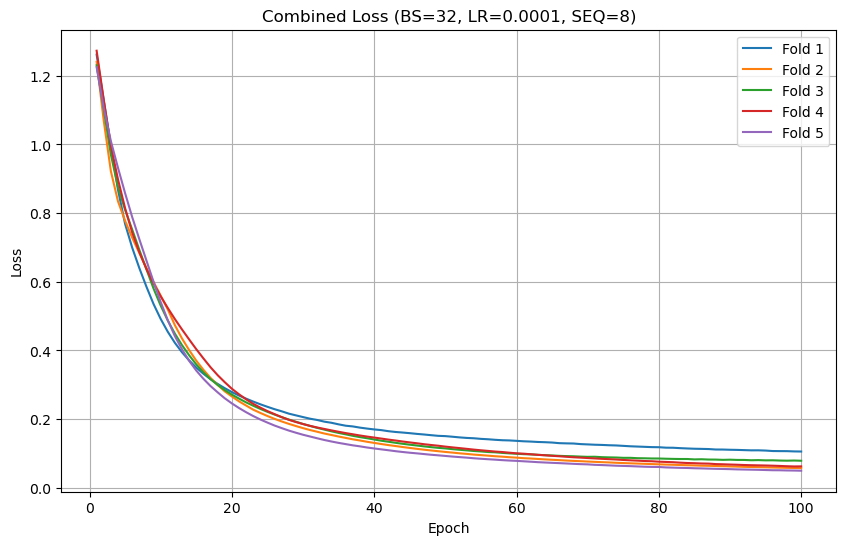 Combined Loss (BS=32, LR=0.0001, SEQ=8)
Fold 1
Fold 2
Fold 3
Fold 4
Fold 5
Loss
1.2
1.0
0.8
0.6
0.4
0.2
0.0
0 20 40 60 80 100
Epoch